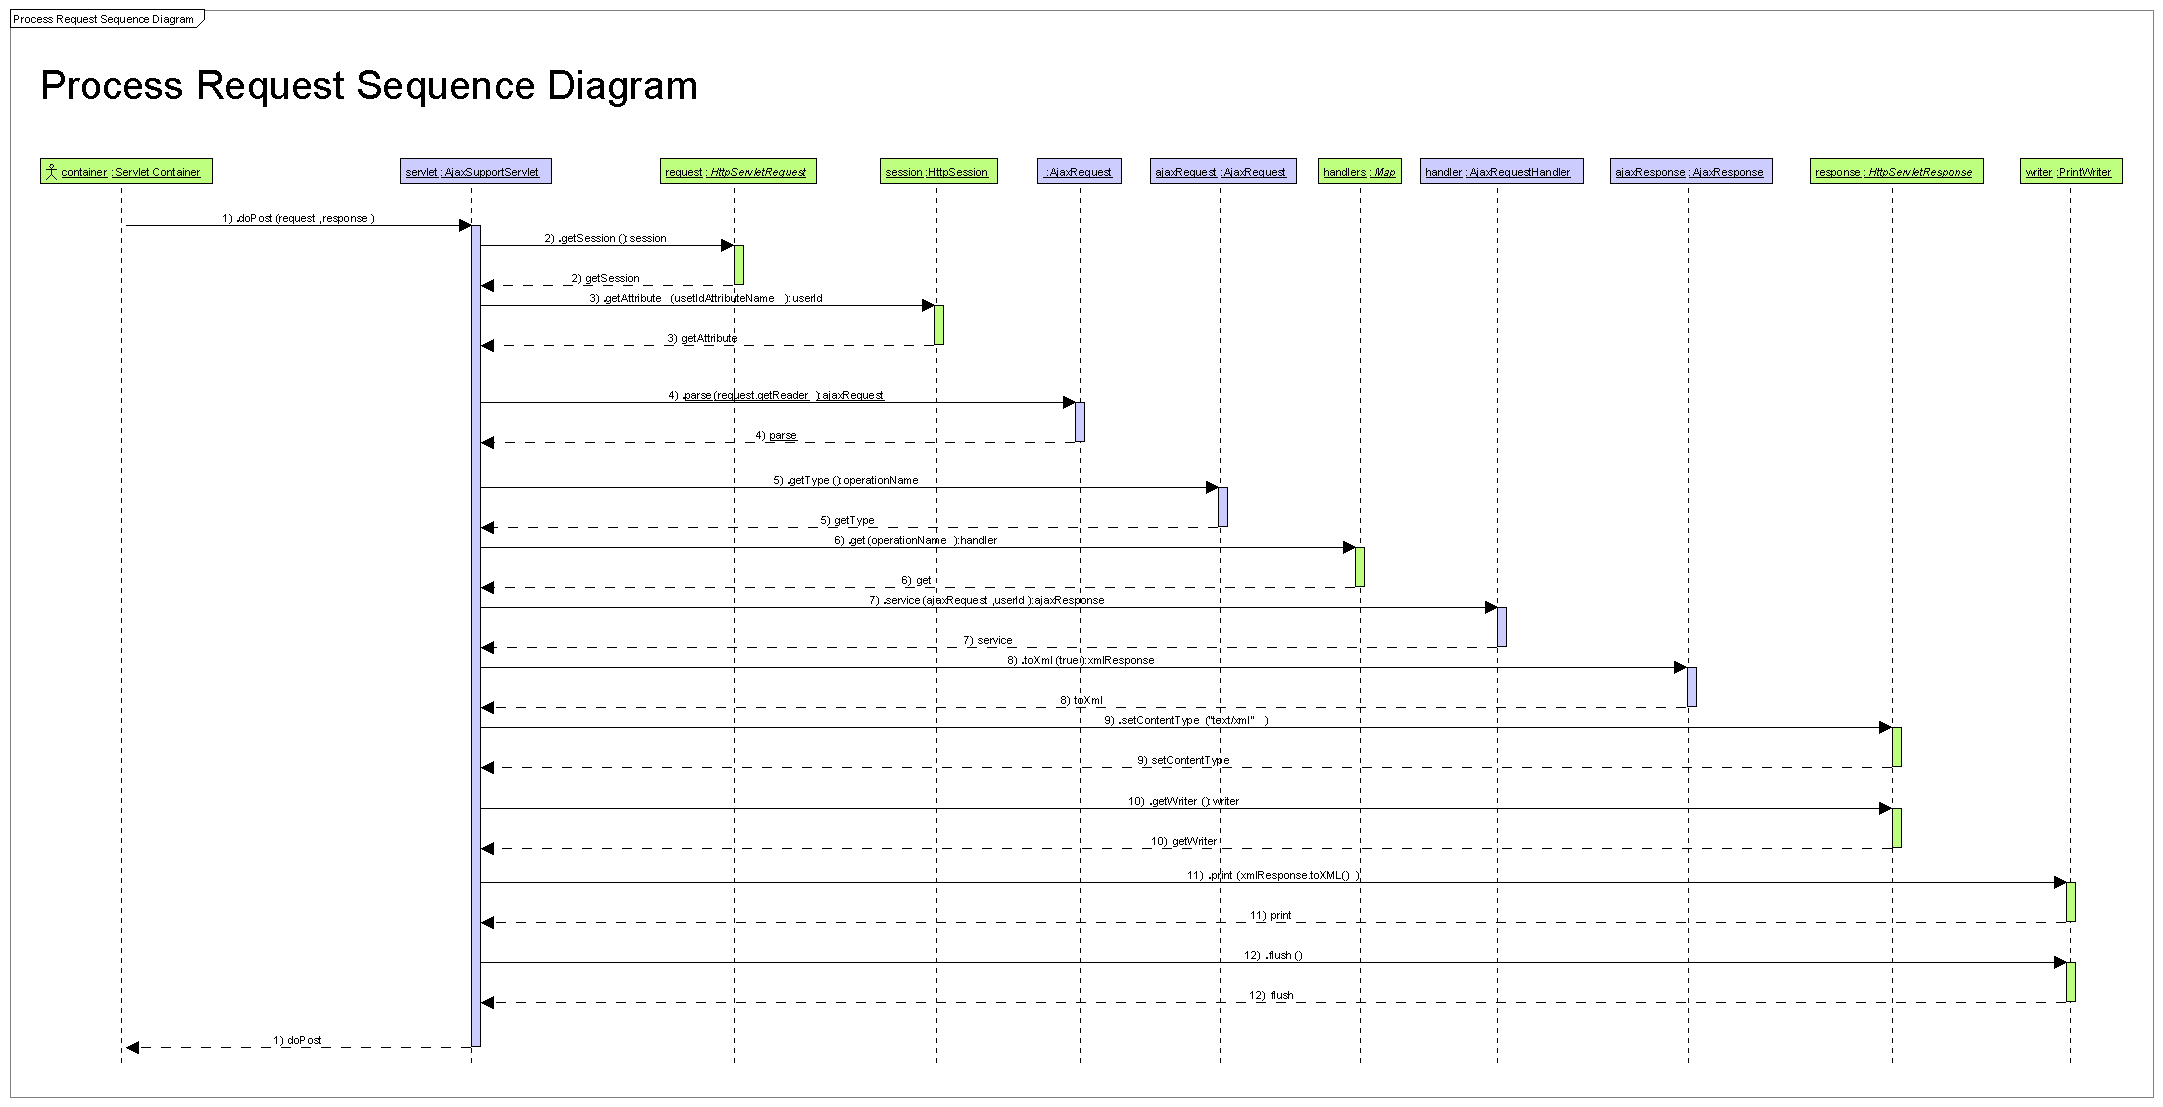 Process Request Sequence Diagram
Process Request Sequence Diagram
container :Servlet Container
servlet :AjaxSupportServlet
request :HttpServletRequest
session :HttpSession
:AjaxRequest
ajaxRequest :AjaxRequest
handlers :Map
handler :AjaxRequestHandler
ajaxResponse :AjaxResponse
response :HttpServletResponse
writer :PrintWriter
1) .doPost (request ,response )
2) .getSession (): session
2) getSession
3) .getAttribute (usetIdAttributeName ): userId
3) getAttribute
4) .parse (request.getReader ): ajaxRequest
4) parse
5) .getType (): operationName
5) getType
6) .get (operationName ): handler
6) get
7) .service (ajaxRequest ,userId ): ajaxResponse
7) service
8) .toXml (true ): xmlResponse
8) toXml
9) .setContentType ("text/xml" )
9) setContentType
10) .getWriter (): writer
10) getWriter
11) .print (xmlResponse.toXML() )
11) print
12) .flush ()
12) flush
1) doPost